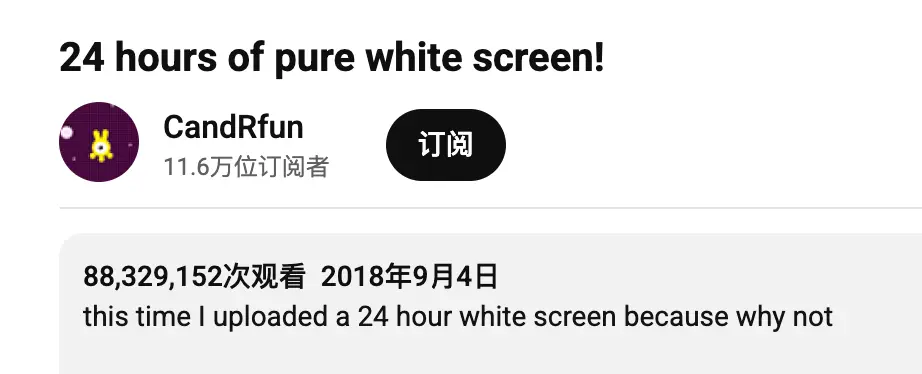 24 hours of pure white screen!
CandRfun
订阅
11.6万位订阅者
88,329,152次观看 2018年9月4日
this time I uploaded a 24 hour white screen because why not